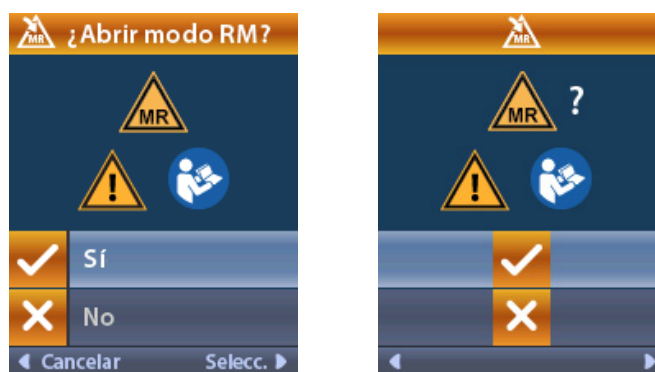 MR ¿Abrir modo RM?
MR
Sí
No
Cancelar Selecc.
MR
MR ?